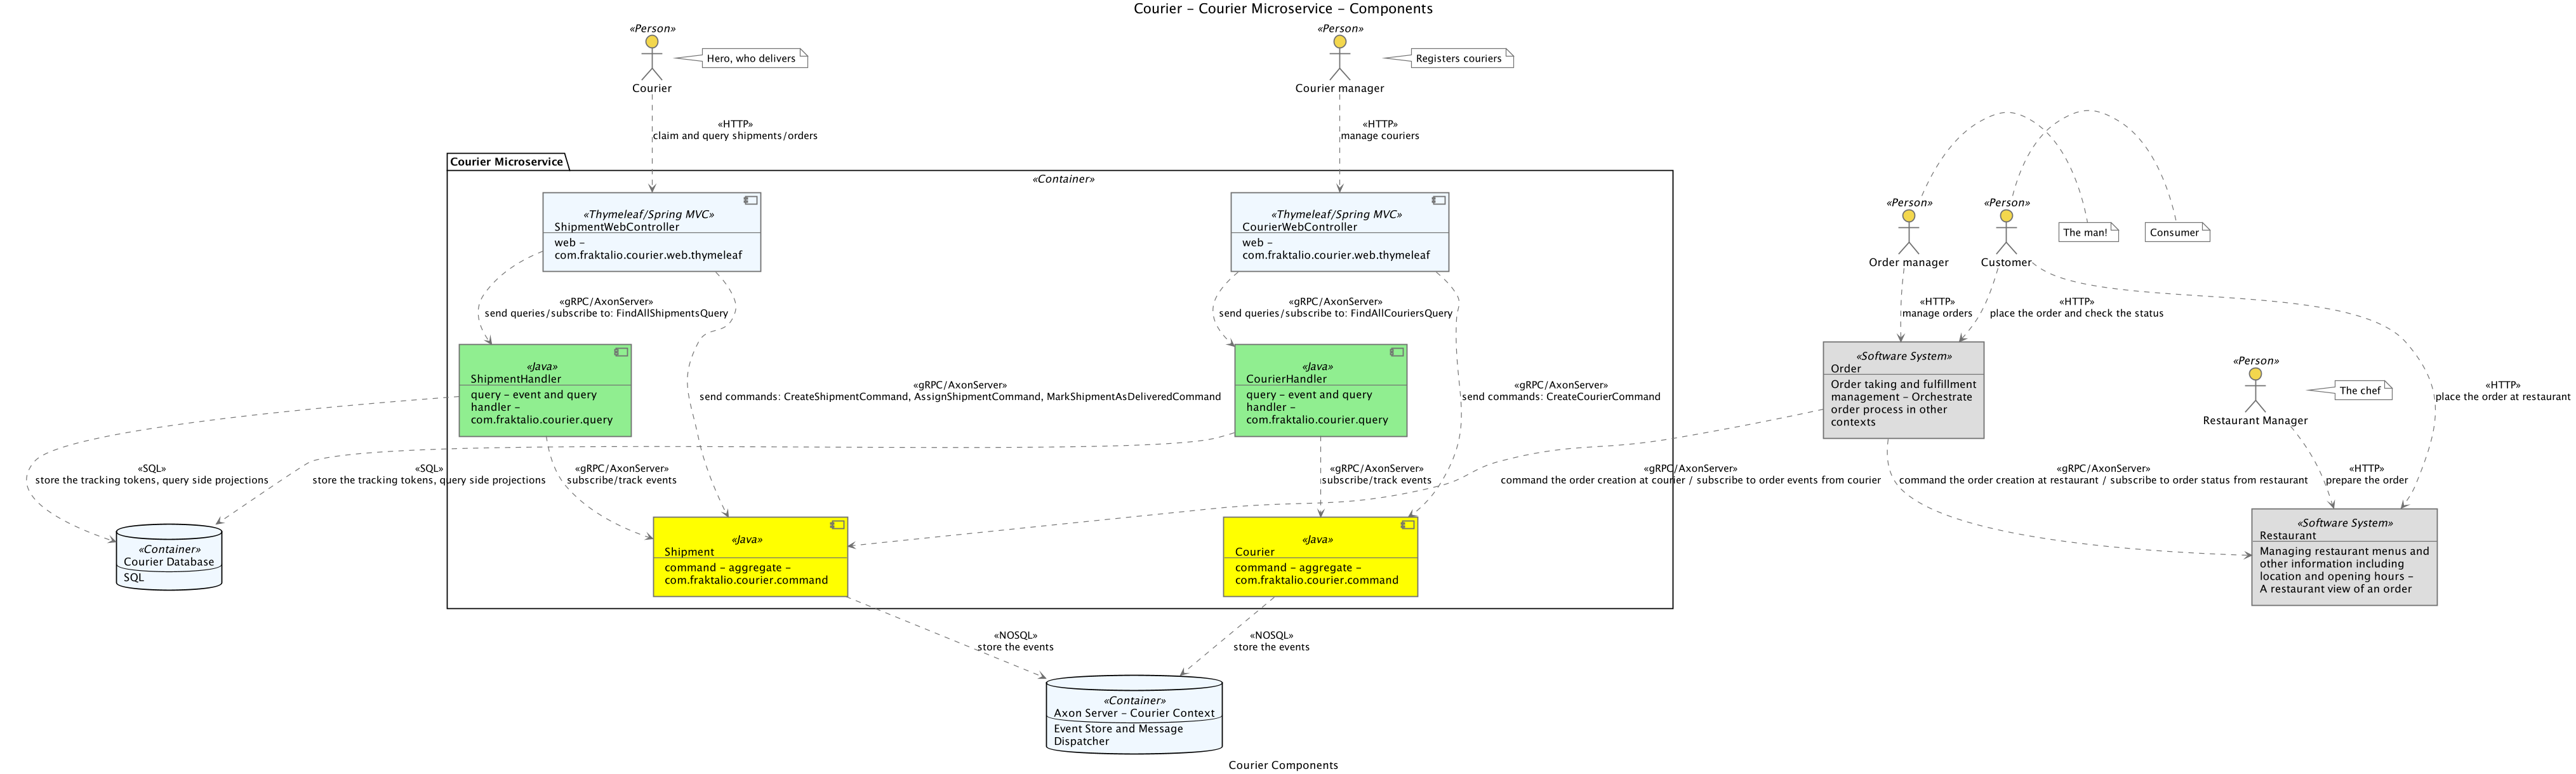 Courier – Courier Microservice – Components
«Person»
Courier
Hero, who delivers
«Person»
Courier manager
Registers couriers
«HTTP»
claim and query shipments/orders
«HTTP»
manage couriers
Courier Microservice
«Container»
«Thymeleaf/Spring MVC»
ShipmentWebController
web –
com.fraktalio.courier.web.thymeleaf
«Thymeleaf/Spring MVC»
CourierWebController
web –
com.fraktalio.courier.web.thymeleaf
«Person»
Order manager
«Person»
Customer
The man!
Consumer
«gRPC/AxonServer»
send queries/subscribe to: FindAllShipmentsQuery
«gRPC/AxonServer»
send queries/subscribe to: FindAllCouriersQuery
«HTTP»
manage orders
«HTTP»
place the order and check the status
«Java»
ShipmentHandler
query – event and query
handler –
com.fraktalio.courier.query
«gRPC/AxonServer»
send commands: CreateShipmentCommand, AssignShipmentCommand, MarkShipmentAsDeliveredCommand
«Java»
CourierHandler
query – event and query
handler –
com.fraktalio.courier.query
«gRPC/AxonServer»
send commands: CreateCourierCommand
«Software System»
Order
Order taking and fulfillment
management – Orchestrate
order process in other
contexts
«Person»
Restaurant Manager
The chef
«HTTP»
place the order at restaurant
«SQL»
store the tracking tokens, query side projections
«SQL»
store the tracking tokens, query side projections
«gRPC/AxonServer»
subscribe/track events
«gRPC/AxonServer»
subscribe/track events
«gRPC/AxonServer»
command the order creation at courier / subscribe to order events from courier
«gRPC/AxonServer»
command the order creation at restaurant / subscribe to order status from restaurant
«HTTP»
prepare the order
«Container»
Courier Database
SQL
«Java»
Shipment
command – aggregate –
com.fraktalio.courier.command
«Java»
Courier
command – aggregate –
com.fraktalio.courier.command
«Software System»
Restaurant
Managing restaurant menus and
other information including
location and opening hours –
A restaurant view of an order
«NOSQL»
store the events
«NOSQL»
store the events
«Container»
Axon Server – Courier Context
Event Store and Message
Dispatcher
Courier Components